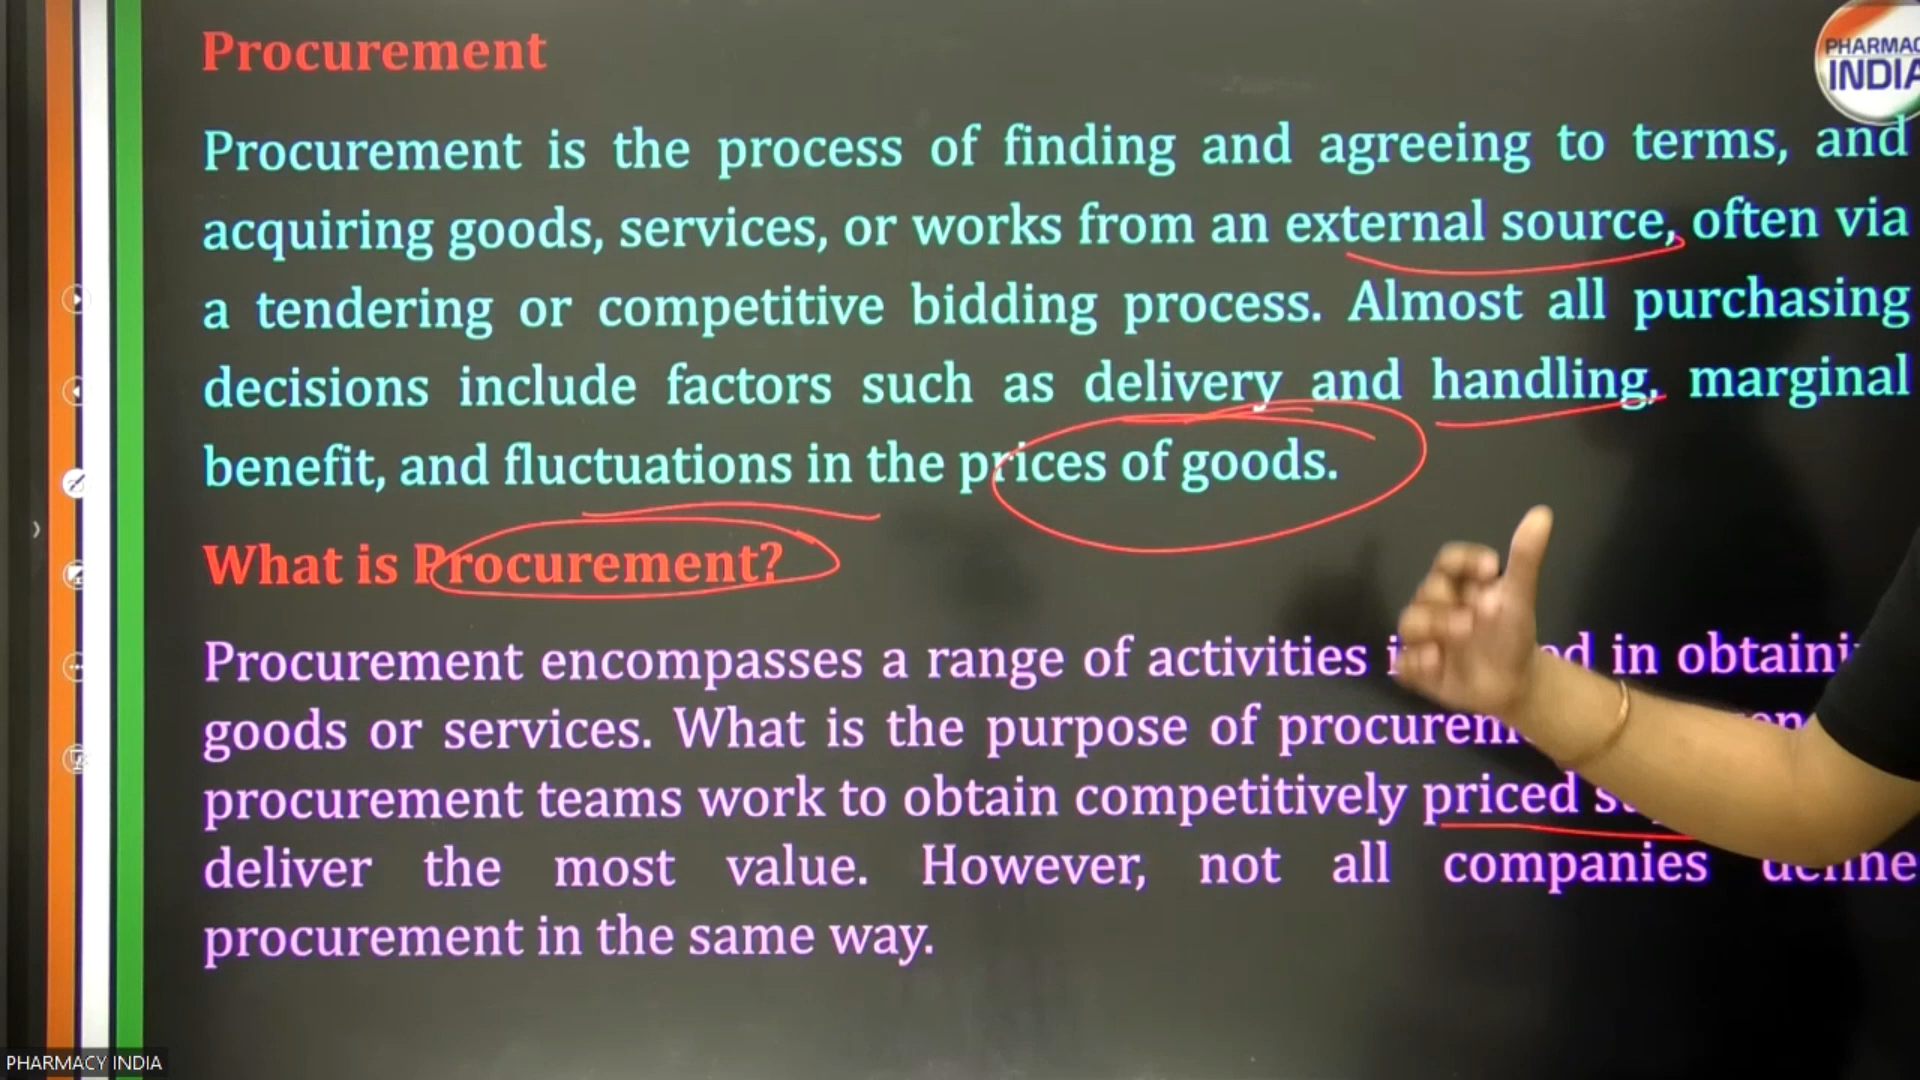 Procurement
PHARMAC
INDIA
Procurement is the process of finding and agreeing to terms, and
acquiring goods, services, or works from an external source, often via
a tendering or competitive bidding process. Almost all purchasing
decisions include factors such as delivery and handling, marginal
benefit, and fluctuations in the prices of goods.
What is Procurement?
Procurement encompasses a range of activities in obtaini
goods or services. What is the purpose of procurem
procurement teams work to obtain competitively priced
deliver the most value. However, not all companies define
procurement in the same way.
PHARMACY INDIA